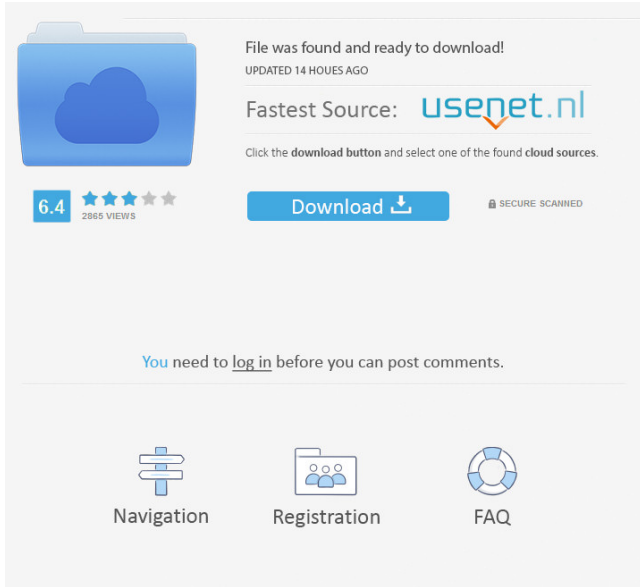 File was found and ready to download!
UPDATED 14 HOUES AGO
Fastest Source: usenet.nl
Click the download button and select one of the found cloud sources.
6.4
2865 VIEWS
Download
SECURE SCANNED
You need to log in before you can post comments.
Navigation
Registration
FAQ